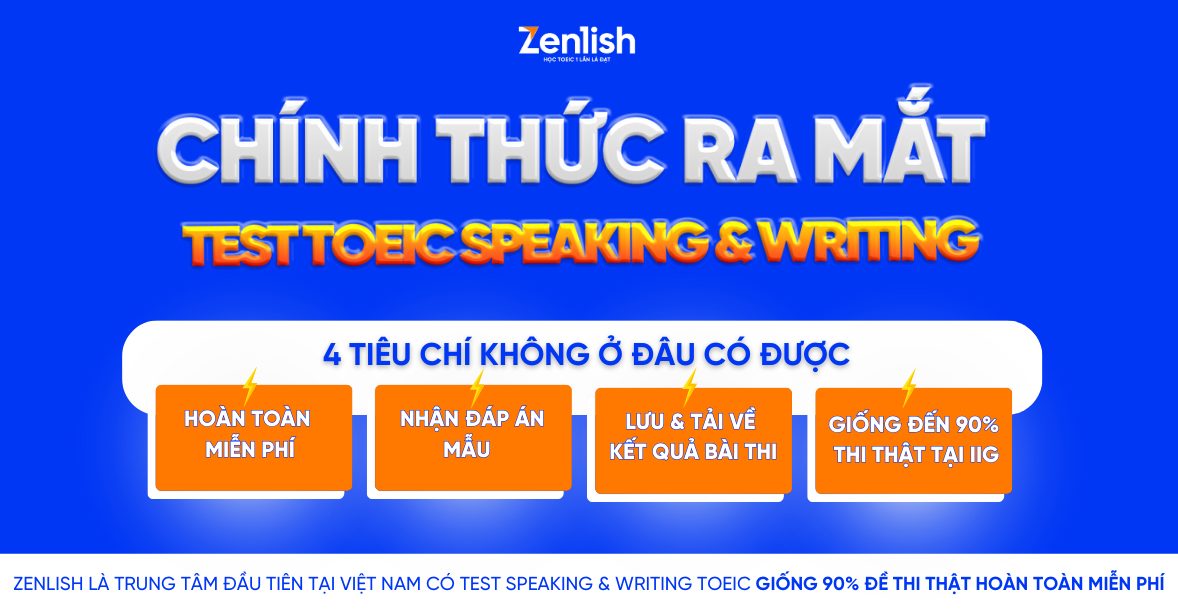 Zenlish
HỌC TOEIC 1 LẦN LÀ ĐẠT
CHÍNH THỨC RA MẮT
TEST TOEIC SPEAKING & WRITING
4 TIÊU CHÍ KHÔNG Ở ĐÂU CÓ ĐƯỢC
HOÀN TOÀN
MIỄN PHÍ
NHẬN ĐÁP ÁN
MẪU
LƯU & TẢI VỀ
KẾT QUẢ BÀI THI
GIỐNG ĐẾN 90%
THI THẬT TẠI IIG
ZENLISH LÀ TRUNG TÂM ĐẦU TIÊN TẠI VIỆT NAM CÓ TEST SPEAKING & WRITING TOEIC GIỐNG 90% ĐỀ THI THẬT HOÀN TOÀN MIỄN PHÍ